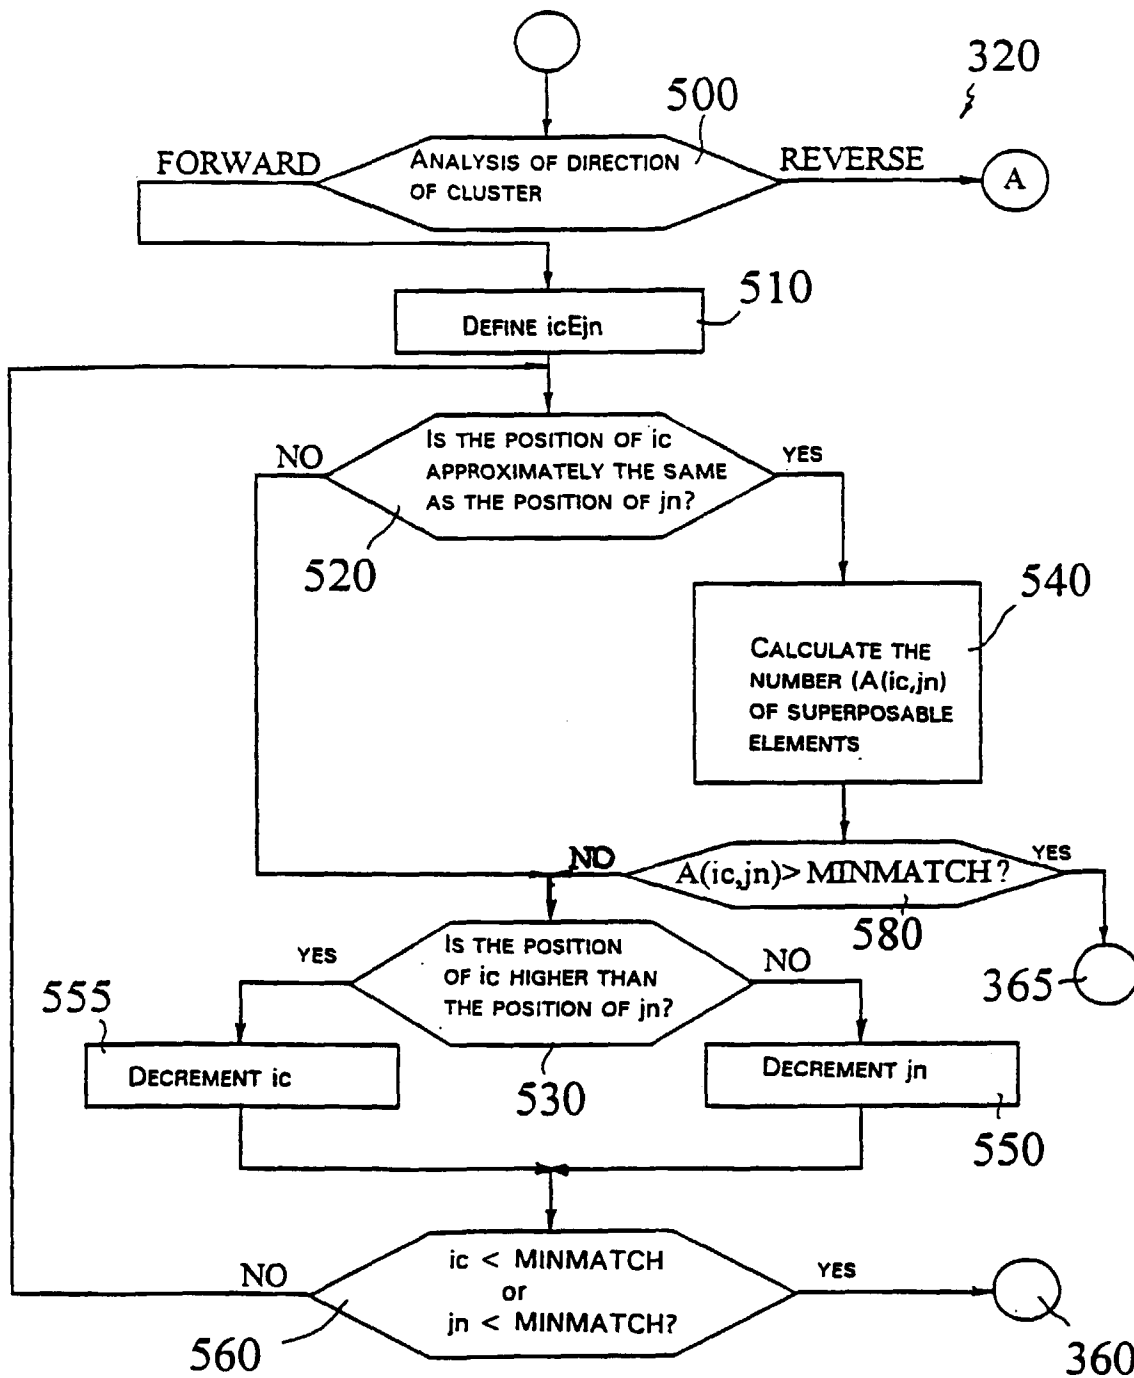 320
500
FORWARD
ANALYSIS OF DIRECTION
OF CLUSTER
REVERSE
A
510
DEFINE icEjn
NO
IS THE POSITION OF ic
APPROXIMATELY THE SAME
AS THE POSITION OF jn?
YES
520
540
CALCULATE THE
NUMBER (A(ic,jn)
OF SUPERPOSABLE
ELEMENTS
NO
A(ic,jn)> MINMATCH?
YES
580
YES
IS THE POSITION
OF ic HIGHER THAN
THE POSITION OF jn?
NO
365
555
DECREMENT ic
530
DECREMENT jn
550
NO
ic < MINMATCH
or
jn < MINMATCH?
YES
560
360